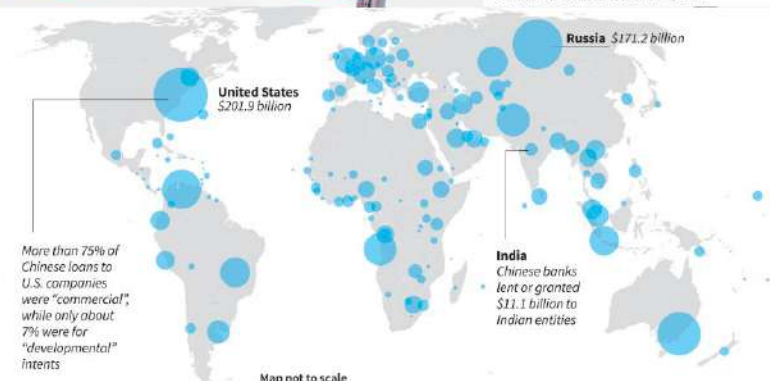 Russia $171.2 billion
United States
$201.9 billion
More than 75% of
Chinese loans to
U.S. companies
were "commercial",
while only about
7% were for
"developmental"
intents
India
Chinese banks
lent or granted
$11.1 billion to
Indian entities
Map not to scale